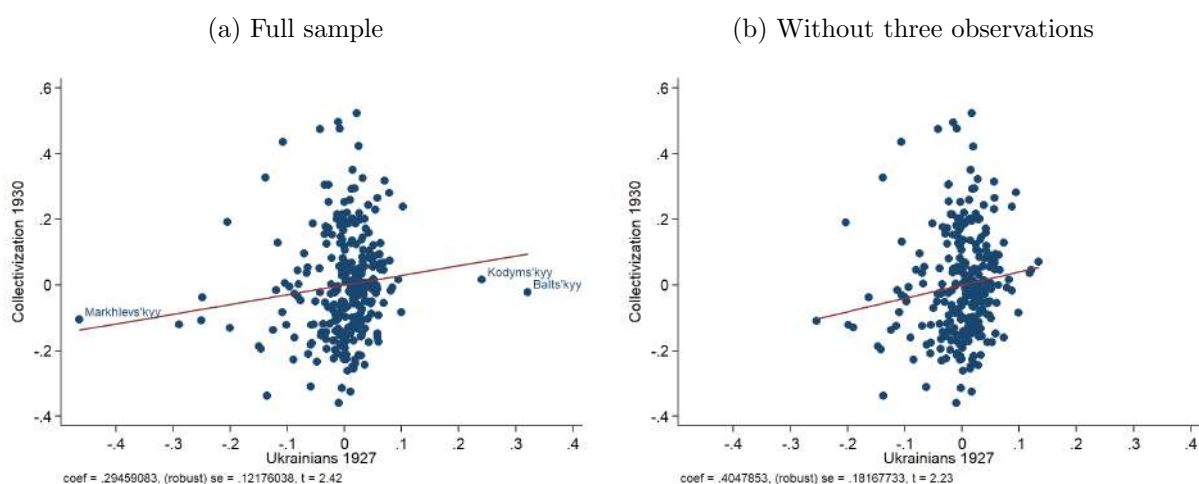 (a) Full sample
(b) Without three observations
.6
.4
.2
0
-.2
-.4
Collectivization 1930
Markhlevs'kyy
Kodyms'kyy
Balts'kyy
-.4 -.3 -.2 -.1 0 .1 .2 .3 .4
Ukrainians 1927
coef = .29459083, (robust) se = .12176038, t = 2.42
.6
.4
.2
0
-.2
-.4
Collectivization 1930
-.4 -.3 -.2 -.1 0 .1 .2 .3 .4
Ukrainians 1927
coef = .4047853, (robust) se = .18167733, t = 2.23